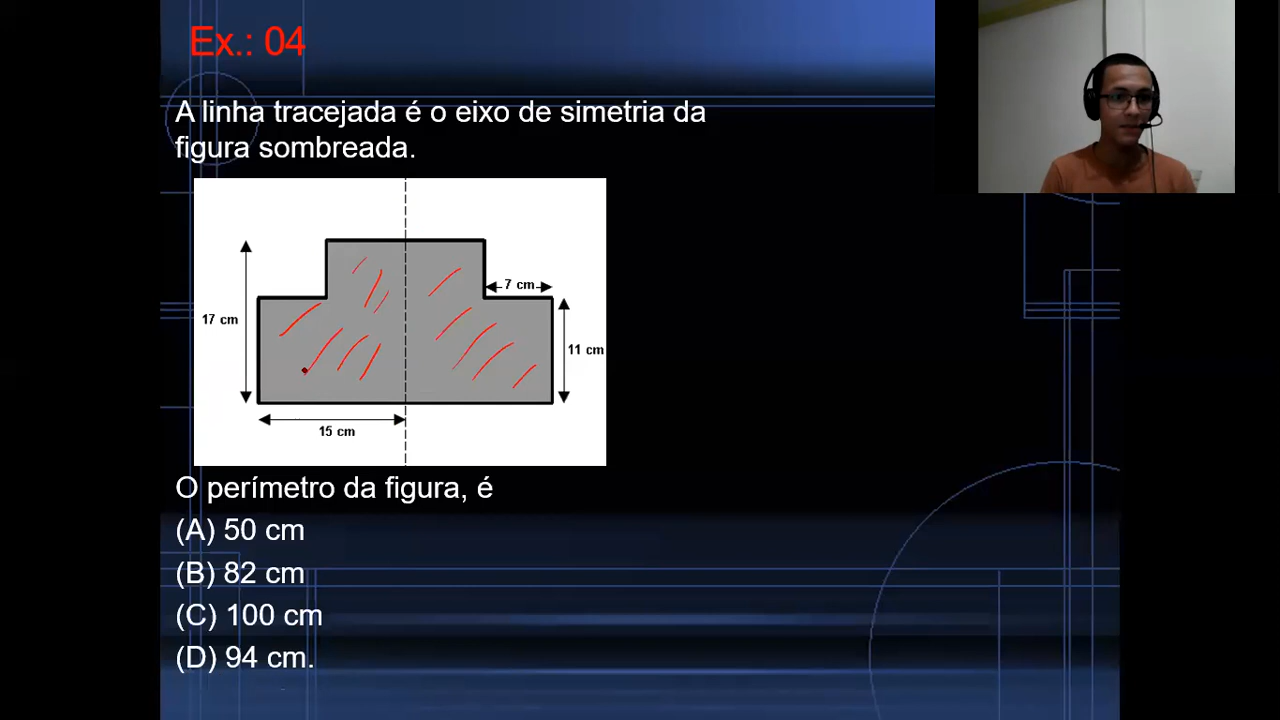 Ex.: 04
A linha tracejada é o eixo de simetria da
figura sombreada.
7 cm
17 cm
11 cm
15 cm
O perímetro da figura, é
(A) 50 cm
(B) 82 cm
(C) 100 cm
(D) 94 cm.